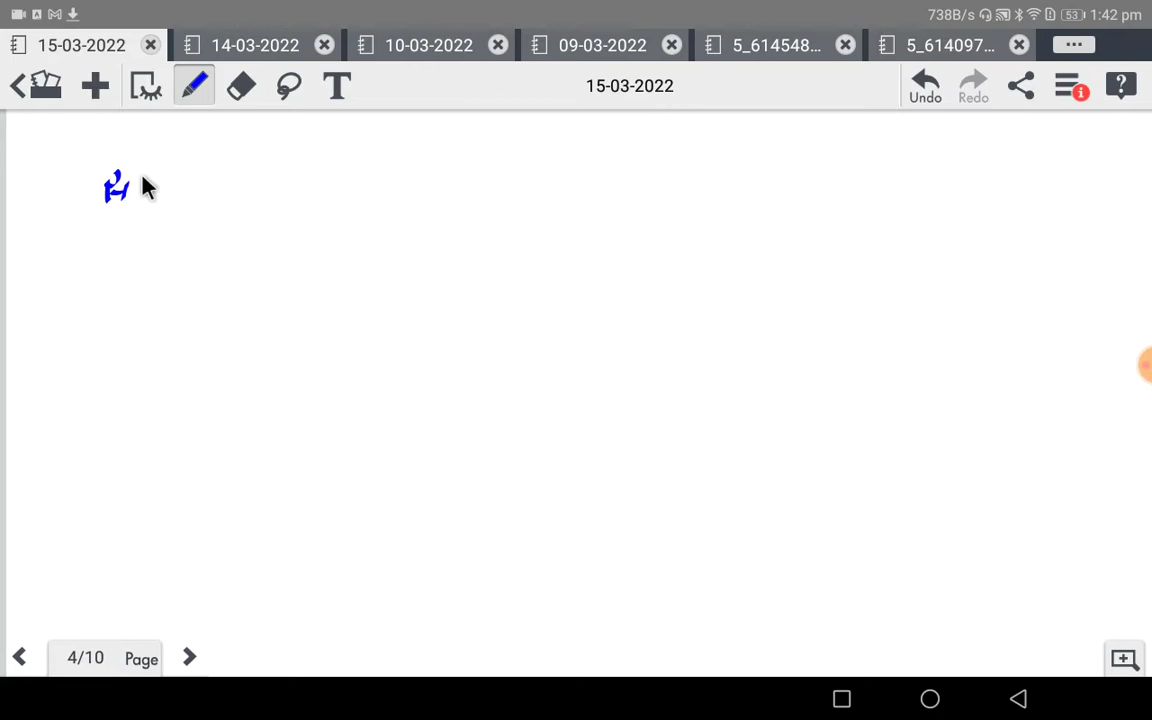 738B/s 53 1:42 pm
15-03-2022 14-03-2022 10-03-2022 09-03-2022 5_614548... 5_614097... ...
T 15-03-2022 Undo Redo ?
4/10 Page